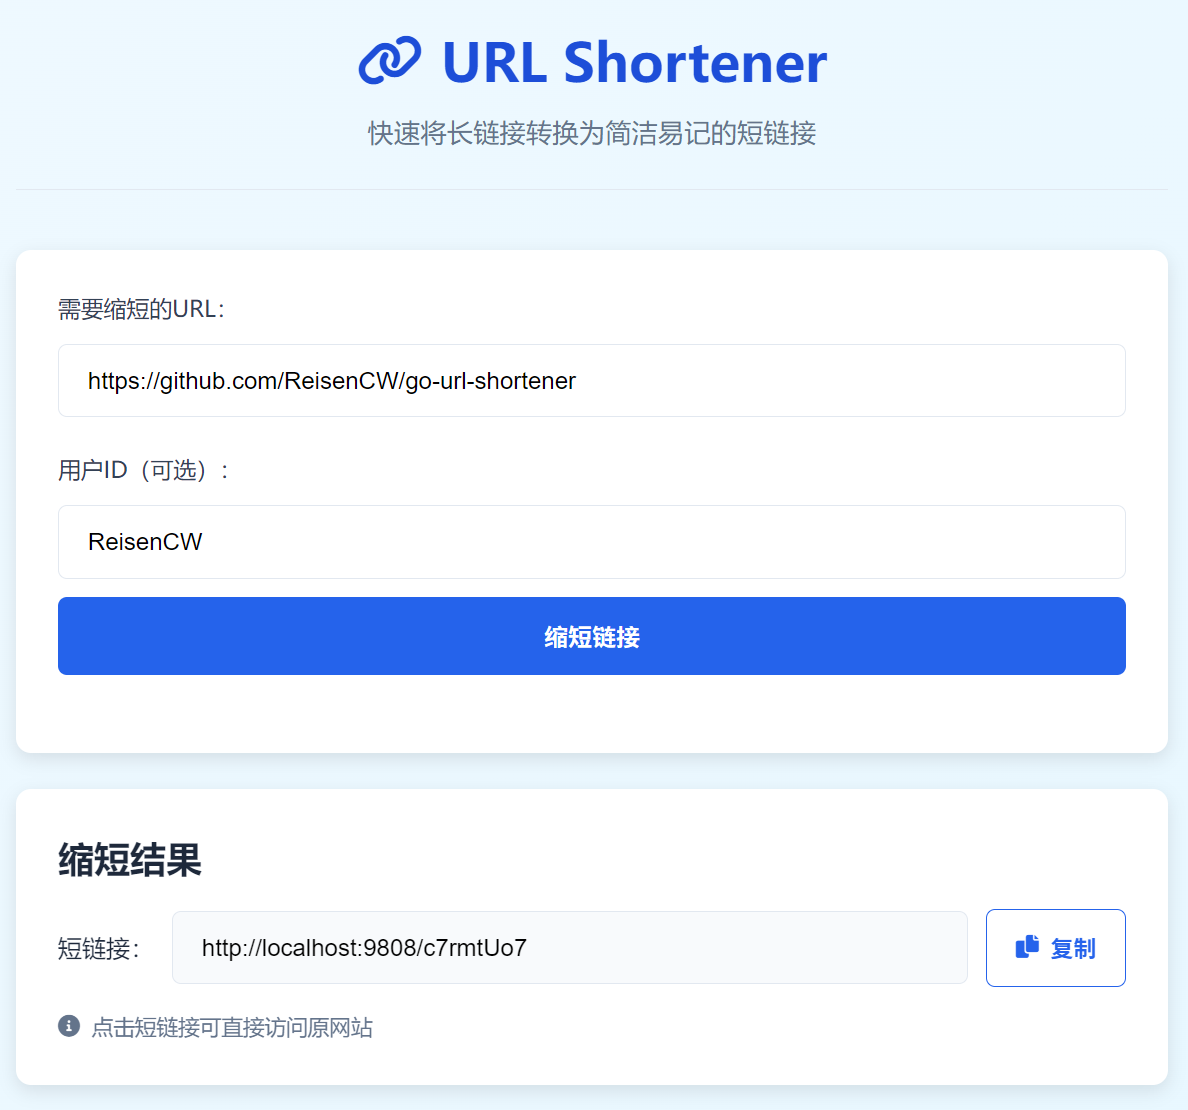 URL Shortener
快速将长链接转换为简洁易记的短链接
需要缩短的URL:
https://github.com/ReisenCW/go-url-shortener
用户ID（可选）:
ReisenCW
缩短链接
缩短结果
短链接:
http://localhost:9808/c7rmtUo7
复制
点击短链接可直接访问原网站